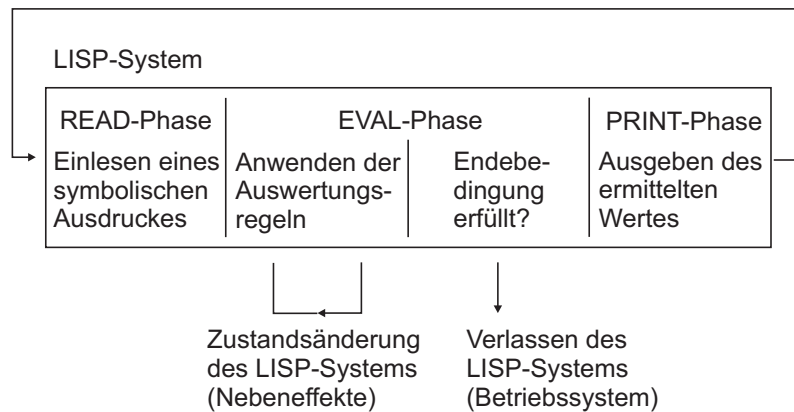 LISP-System
READ-Phase
Einlesen eines
symbolischen
Ausdruckes
EVAL-Phase
Anwenden der
Auswertungs-
regeln
Endebe-
dingung
erfüllt?
PRINT-Phase
Ausgeben des
ermittelten
Wertes
Zustandsänderung
des LISP-Systems
(Nebeneffekte)
Verlassen des
LISP-Systems
(Betriebssystem)